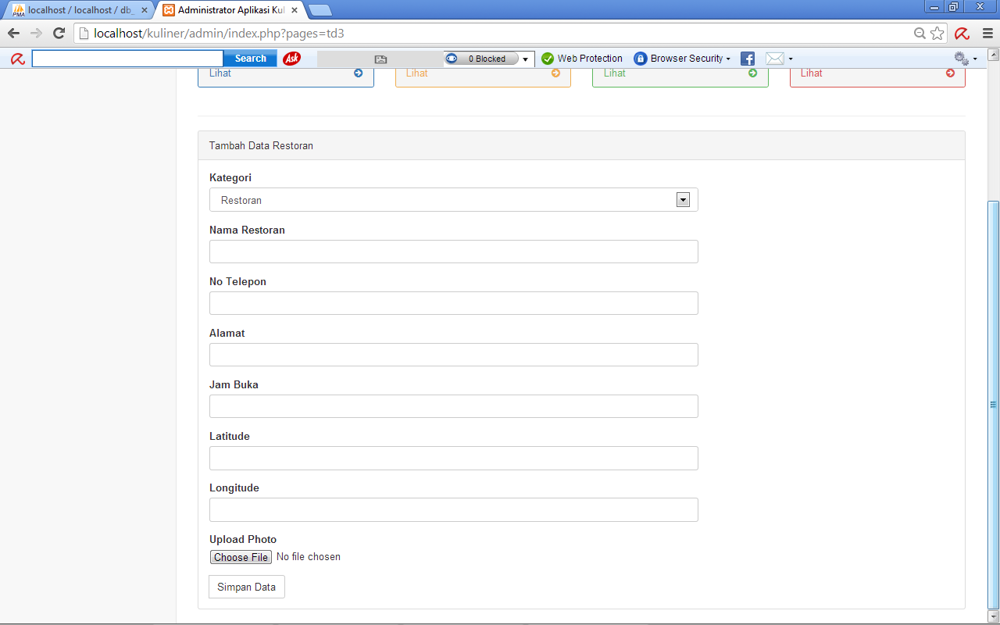 localhost / localhost / db_
Administrator Aplikasi Kul
localhost/kuliner/admin/index.php?pages=td3
Search Ask 0 Blocked Web Protection Browser Security
Lihat Lihat Lihat Lihat
Tambah Data Restoran
Kategori
Restoran
Nama Restoran
No Telepon
Alamat
Jam Buka
Latitude
Longitude
Upload Photo
Choose File No file chosen
Simpan Data